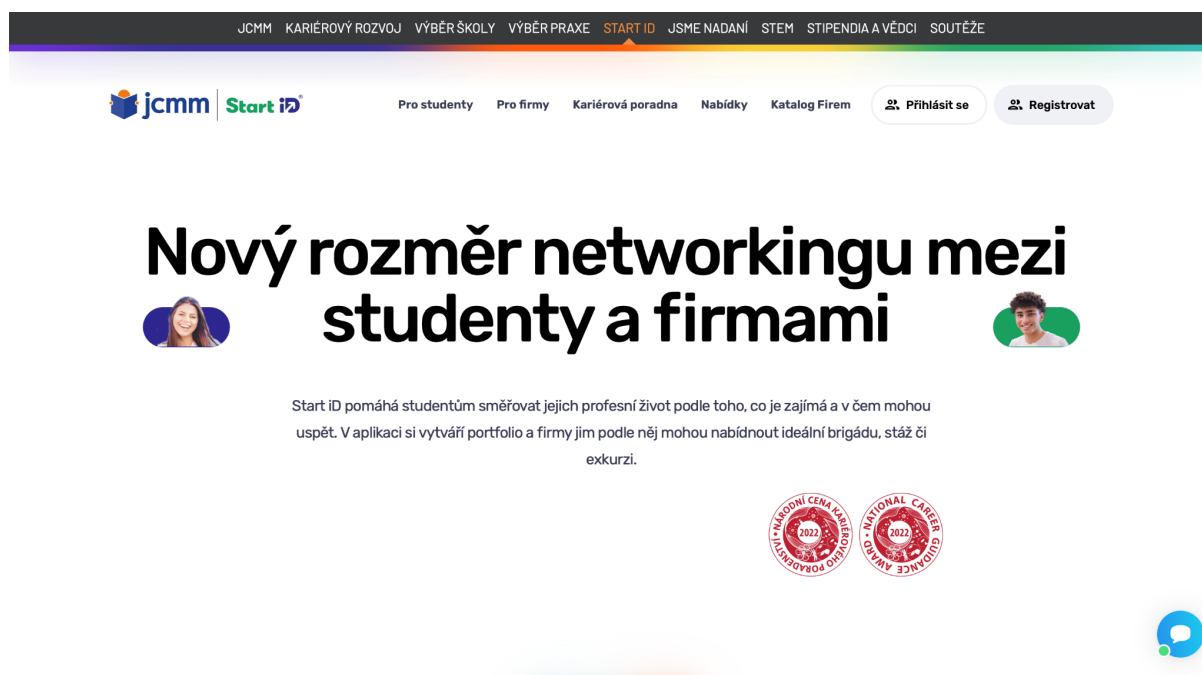 JCMM KARIÉROVÝ ROZVOJ VÝBĚR ŠKOLY VÝBĚR PRAXE START ID JSME NADANÍ STEM STIPENDIA A VĚDCI SOUTĚŽE
jcmm Start iD®
Pro studenty Pro firmy Kariérová poradna Nabídky Katalog Firem Přihlásit se Registrovat
Nový rozměr networkingu mezi
studenty a firmami
Start iD pomáhá studentům směřovat jejich profesní život podle toho, co je zajímá a v čem mohou
uspět. V aplikaci si vytváří portfolio a firmy jim podle něj mohou nabídnout ideální brigádu, stáž či
exkurzi.
NÁRODNÍ CENA KARIÉROVÉHO PORADENSTVÍ • 2022
NATIONAL CAREER GUIDANCE AWARD • 2022